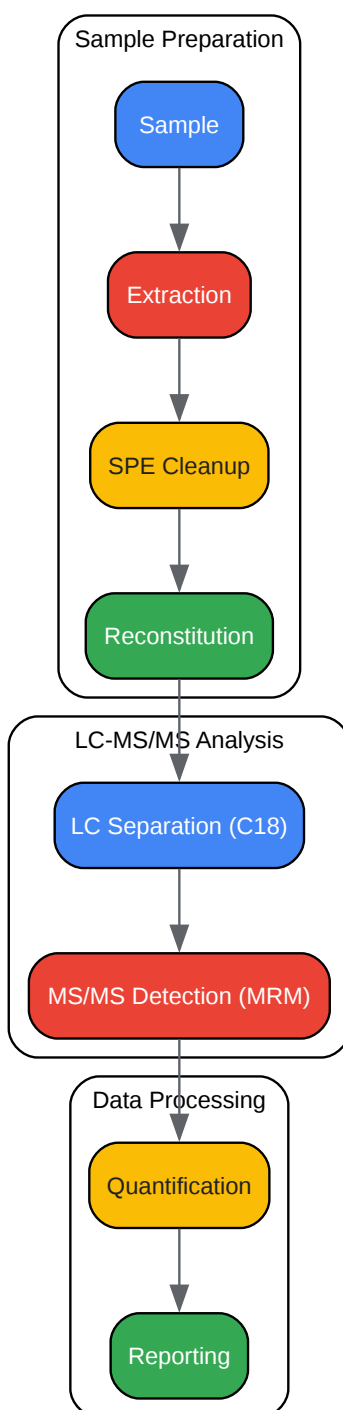 Sample Preparation
Sample
Extraction
SPE Cleanup
Reconstitution
LC-MS/MS Analysis
LC Separation (C18)
MS/MS Detection (MRM)
Data Processing
Quantification
Reporting